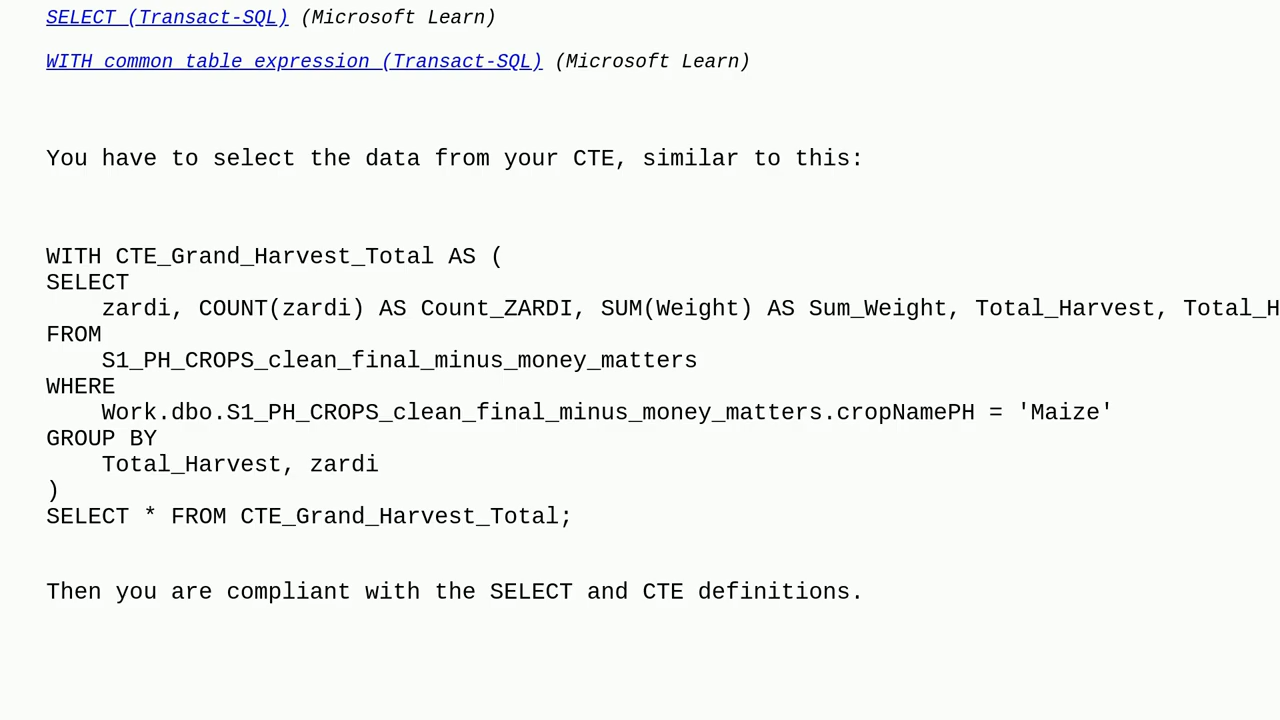 SELECT (Transact-SQL) (Microsoft Learn)
WITH common_table_expression (Transact-SQL) (Microsoft Learn)
You have to select the data from your CTE, similar to this:
WITH CTE_Grand_Harvest_Total AS (
SELECT
    zardi, COUNT(zardi) AS Count_ZARDI, SUM(Weight) AS Sum_Weight, Total_Harvest, Total_H
FROM
    S1_PH_CROPS_clean_final_minus_money_matters
WHERE
    Work.dbo.S1_PH_CROPS_clean_final_minus_money_matters.cropNamePH = 'Maize'
GROUP BY
    Total_Harvest, zardi
)
SELECT * FROM CTE_Grand_Harvest_Total;
Then you are compliant with the SELECT and CTE definitions.